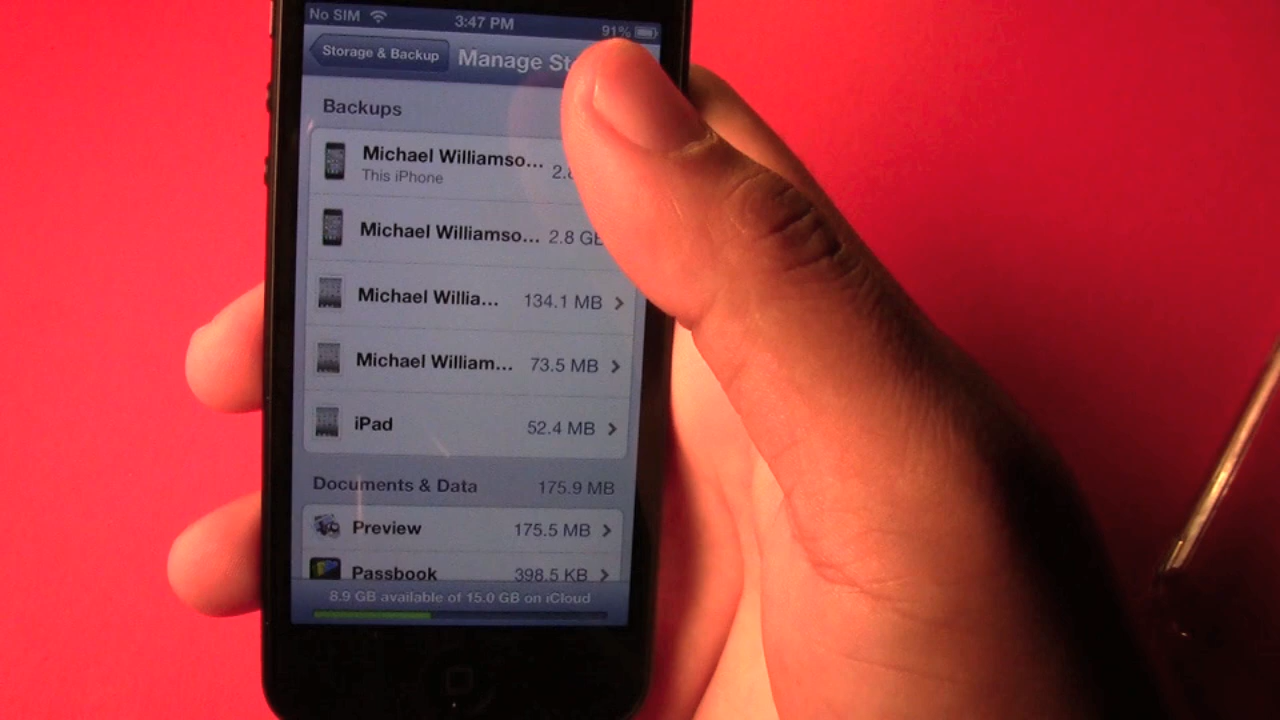 No SIM 3:47 PM 91%
Storage & Backup Manage St
Backups
Michael Williamso... 2.
This iPhone
Michael Williamso... 2.8 GB
Michael Willia... 134.1 MB
Michael William... 73.5 MB
iPad 52.4 MB
Documents & Data 175.9 MB
Preview 175.5 MB
Passbook 398.5 KB
8.9 GB available of 15.0 GB on iCloud